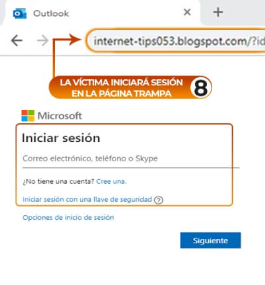 Outlook
internet-tips053.blogspot.com/?id
LA VÍCTIMA INICIARÁ SESIÓN
EN LA PÁGINA TRAMPA
8
Microsoft
Iniciar sesión
Correo electrónico, teléfono o Skype
¿No tiene una cuenta? Cree una.
Iniciar sesión con una llave de seguridad
Opciones de inicio de sesión
Siguiente